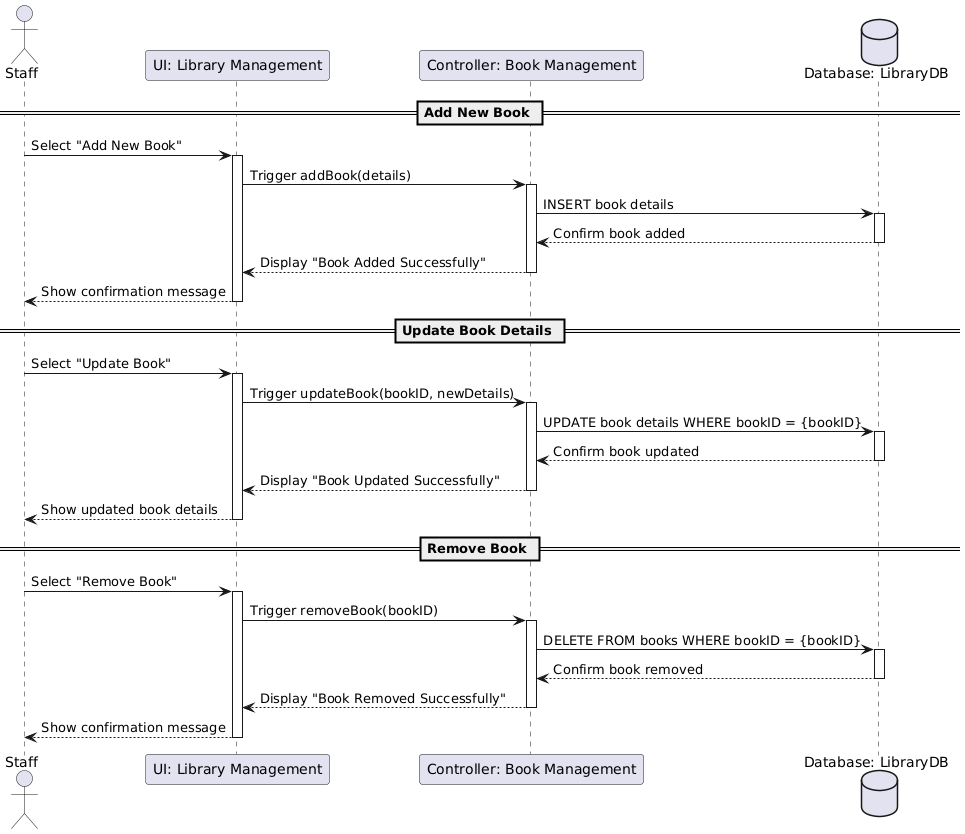 Staff
UI: Library Management
Controller: Book Management
Database: LibraryDB
Add New Book
Select "Add New Book"
Trigger addBook(details)
INSERT book details
Confirm book added
Display "Book Added Successfully"
Show confirmation message
Update Book Details
Select "Update Book"
Trigger updateBook(bookID, newDetails)
UPDATE book details WHERE bookID = {bookID}
Confirm book updated
Display "Book Updated Successfully"
Show updated book details
Remove Book
Select "Remove Book"
Trigger removeBook(bookID)
DELETE FROM books WHERE bookID = {bookID}
Confirm book removed
Display "Book Removed Successfully"
Show confirmation message
Staff
UI: Library Management
Controller: Book Management
Database: LibraryDB